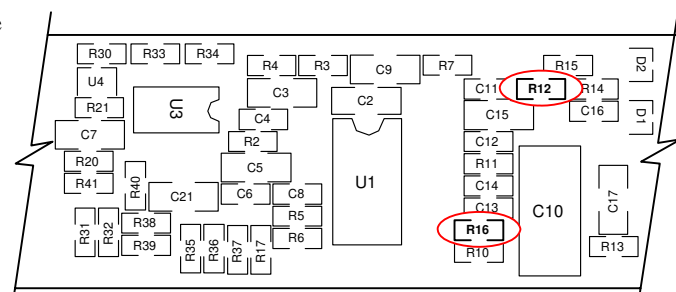 e
R30 R33 R34 R4 R3 C9 R7 R15 D2
U4 C3 C11 R12 R14
R21 U3 C2 C15 C16 D1
C7 C4
R2 C12
R20 C5 R11
R41 R40 U1 C14
C21 C6 C8 C13 C10 C17
R31 R32 R38 R5 R16
R39 R35 R36 R37 R17 R6 R10 R13